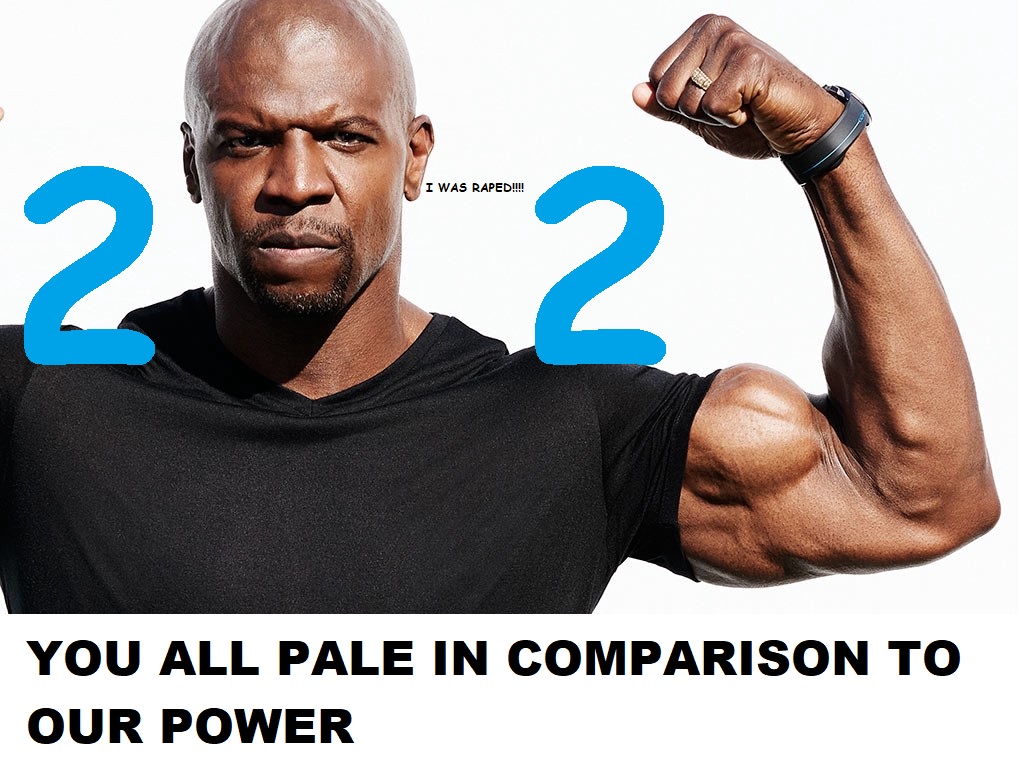 2 2
I WAS RAPED!!!!
YOU ALL PALE IN COMPARISON TO
OUR POWER